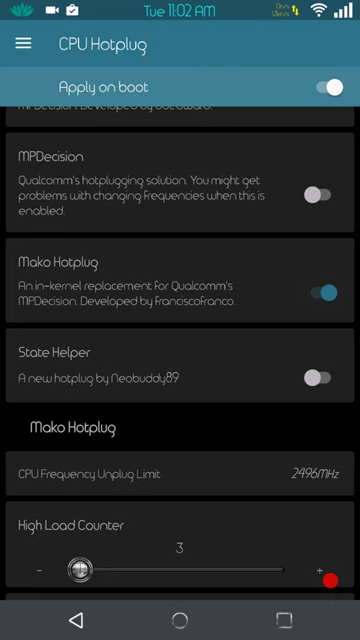 Tue 11:02 AM
CPU Hotplug
Apply on boot
MPDecision
Qualcomm's hotplugging solution. You might get
problems with changing frequencies when this is
enabled.
Mako Hotplug
An in-kernel replacement for Qualcomm's
MPDecision. Developed by FranciscoFranco.
State Helper
A new hotplug by Neobuddy89
Mako Hotplug
CPU Frequency Unplug Limit
2496MHz
High Load Counter
3
-
+